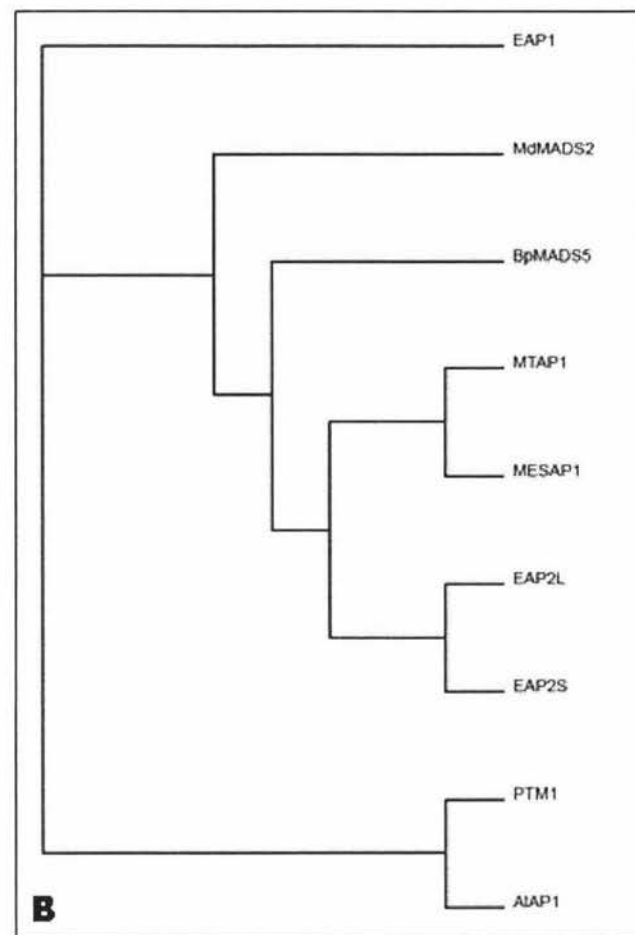 EAP1
MdMADS2
BpMADS5
MTAP1
MESAP1
EAP2L
EAP2S
PTM1
AtAP1
B